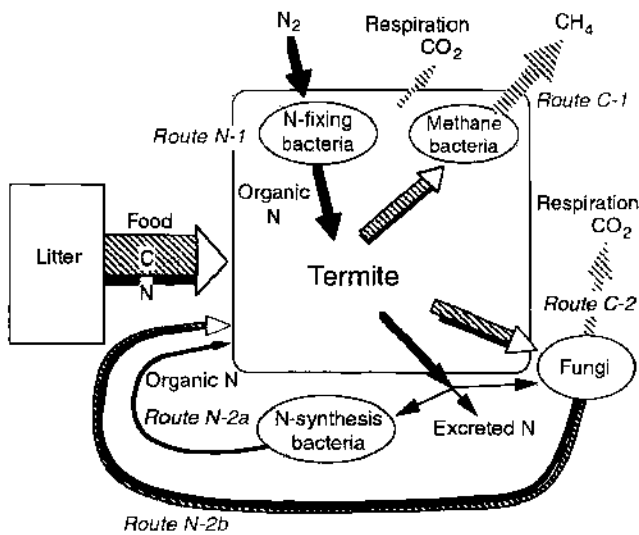 N₂
Respiration
CO₂
CH₄
Route N-1
N-fixing
bacteria
Methane
bacteria
Route C-1
Organic
N
Food
Litter
C
N
Termite
Respiration
CO₂
Route C-2
Fungi
Organic N
Route N-2a
N-synthesis
bacteria
Excreted N
Route N-2b